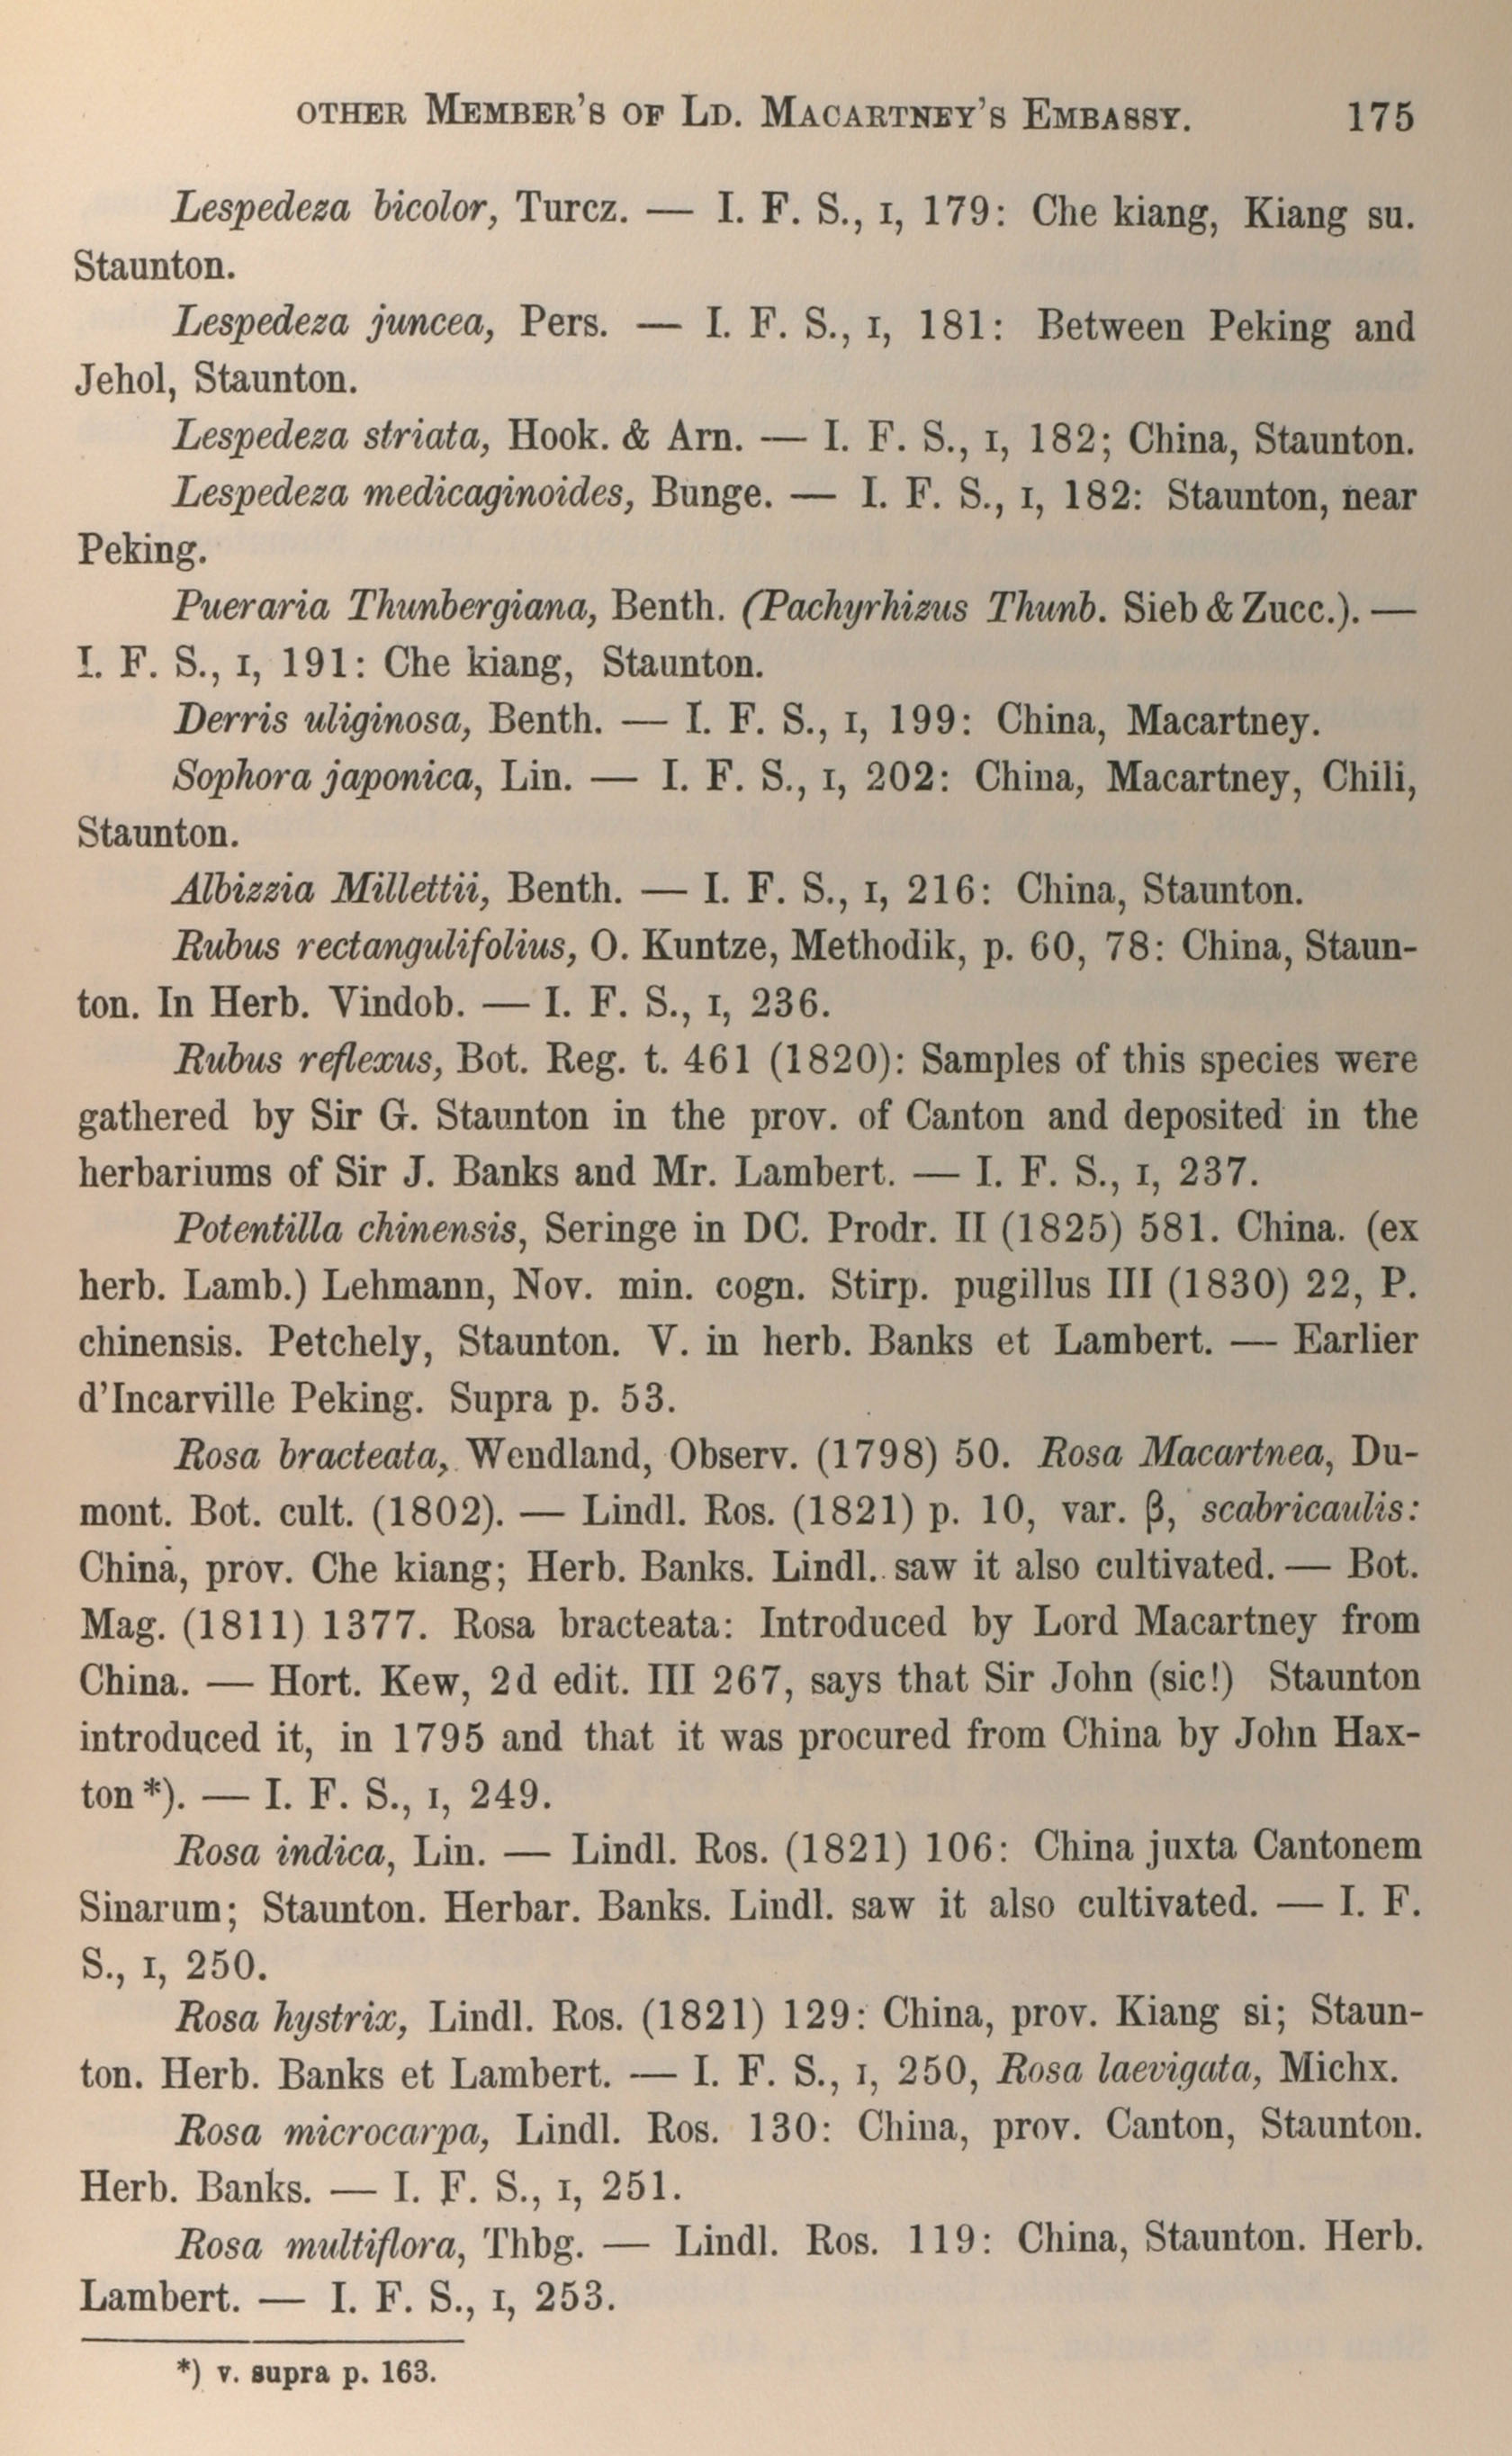 OTHER MEMBER'S OF LD. MACARTNEY'S EMBASSY. 175
Lespedeza bicolor, Turcz. — I. F. S., I, 179: Che kiang, Kiang su.
Staunton.
Lespedeza juncea, Pers. — I. F. S., I, 181: Between Peking and
Jehol, Staunton.
Lespedeza striata, Hook. & Arn. — I. F. S., I, 182; China, Staunton.
Lespedeza medicaginoides, Bunge. — I. F. S., I, 182: Staunton, near
Peking.
Pueraria Thunbergiana, Benth. (Pachyrhizus Thunb. Sieb & Zucc.). —
I. F. S., I, 191: Che kiang, Staunton.
Derris uliginosa, Benth. — I. F. S., I, 199: China, Macartney.
Sophora japonica, Lin. — I. F. S., I, 202: China, Macartney, Chili,
Staunton.
Albizzia Millettii, Benth. — I. F. S., I, 216: China, Staunton.
Rubus rectangulifolius, O. Kuntze, Methodik, p. 60, 78: China, Staun-
ton. In Herb. Vindob. — I. F. S., I, 236.
Rubus reflexus, Bot. Reg. t. 461 (1820): Samples of this species were
gathered by Sir G. Staunton in the prov. of Canton and deposited in the
herbariums of Sir J. Banks and Mr. Lambert. — I. F. S., I, 237.
Potentilla chinensis, Seringe in DC. Prodr. II (1825) 581. China. (ex
herb. Lamb.) Lehmann, Nov. min. cogn. Stirp. pugillus III (1830) 22, P.
chinensis. Petchely, Staunton. V. in herb. Banks et Lambert. — Earlier
d'Incarville Peking. Supra p. 53.
Rosa bracteata, Wendland, Observ. (1798) 50. Rosa Macartnea, Du-
mont. Bot. cult. (1802). — Lindl. Ros. (1821) p. 10, var. β, scabricaulis:
China, prov. Che kiang; Herb. Banks. Lindl. saw it also cultivated. — Bot.
Mag. (1811) 1377. Rosa bracteata: Introduced by Lord Macartney from
China. — Hort. Kew, 2d edit. III 267, says that Sir John (sic!) Staunton
introduced it, in 1795 and that it was procured from China by John Hax-
ton *). — I. F. S., I, 249.
Rosa indica, Lin. — Lindl. Ros. (1821) 106: China juxta Cantonem
Sinarum; Staunton. Herbar. Banks. Lindl. saw it also cultivated. — I. F.
S., I, 250.
Rosa hystrix, Lindl. Ros. (1821) 129: China, prov. Kiang si; Staun-
ton. Herb. Banks et Lambert. — I. F. S., I, 250, Rosa laevigata, Michx.
Rosa microcarpa, Lindl. Ros. 130: China, prov. Canton, Staunton.
Herb. Banks. — I. F. S., I, 251.
Rosa multiflora, Thbg. — Lindl. Ros. 119: China, Staunton. Herb.
Lambert. — I. F. S., I, 253.
*) v. supra p. 163.